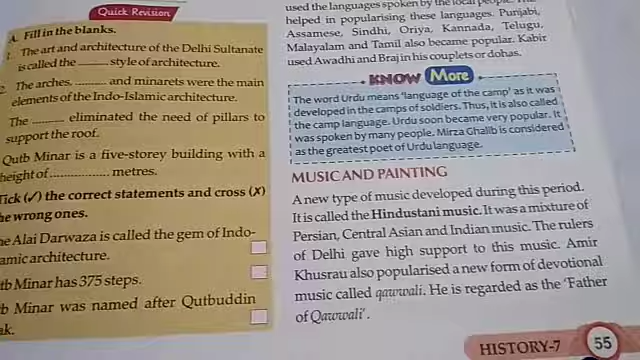 Quick Revision
A. Fill in the blanks.
1. The art and architecture of the Delhi Sultanate
is called the ........... style of architecture.
2. The arches, ........... and minarets were the main
elements of the Indo-Islamic architecture.
The ........... eliminated the need of pillars to
support the roof.
Qutb Minar is a five-storey building with a
height of .................. metres.
Tick (✓) the correct statements and cross (X)
he wrong ones.
he Alai Darwaza is called the gem of Indo-
amic architecture.
tb Minar has 375 steps.
b Minar was named after Qutbuddin
ak.
used the languages spoken by the local
helped in popularising these languages. Punjabi,
Assamese, Sindhi, Oriya, Kannada, Telugu,
Malayalam and Tamil also became popular. Kabir
used Awadhi and Braj in his couplets or dohas.
KNOW More
The word Urdu means 'language of the camp' as it was
developed in the camps of soldiers. Thus, it is also called
the camp language. Urdu soon became very popular. It
was spoken by many people. Mirza Ghalib is considered
as the greatest poet of Urdu language.
MUSIC AND PAINTING
A new type of music developed during this period.
It is called the Hindustani music. It was a mixture of
Persian, Central Asian and Indian music. The rulers
of Delhi gave high support to this music. Amir
Khusrau also popularised a new form of devotional
music called qawwali. He is regarded as the 'Father
of Qawwali'.
HISTORY-7 55